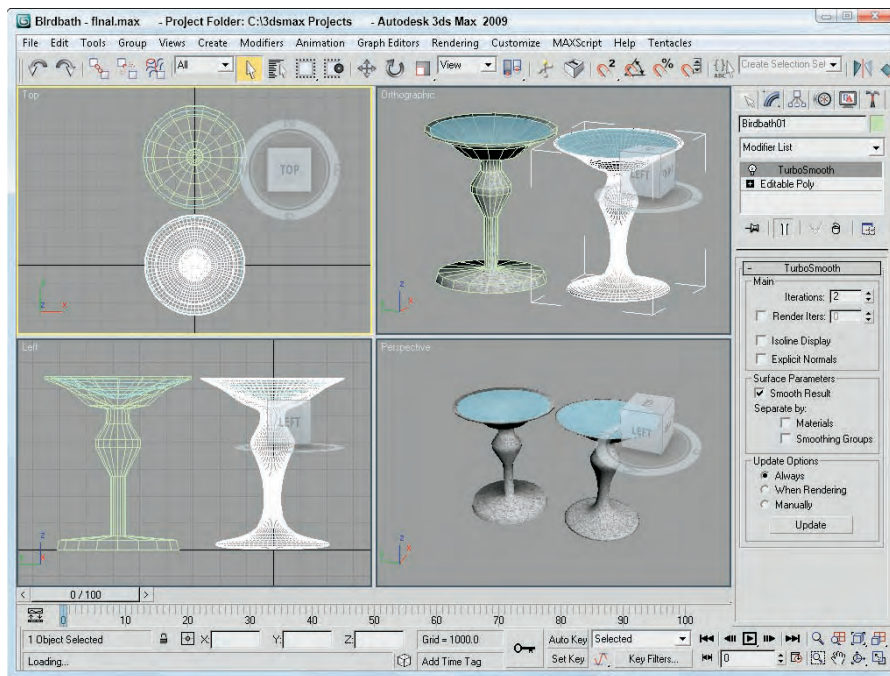 BIrdbath - fInal.max - Project Folder: C:\3dsmax Projects - Autodesk 3ds Max 2009
File Edit Tools Group Views Create Modifiers Animation Graph Editors Rendering Customize MAXScript Help Tentacles
All View Create Selection Set
Top
TOP
Orthographic
LEFT
Left
LEFT
Perspective
LEFT
Birdbath01
Modifier List
TurboSmooth
Editable Poly
TurboSmooth
Main
Iterations: 2
Render Iters: 0
Isoline Display
Explicit Normals
Surface Parameters
Smooth Result
Separate by:
Materials
Smoothing Groups
Update Options
Always
When Rendering
Manually
Update
0 / 100
0 10 20 30 40 50 60 70 80 90 100
1 Object Selected X: Y: Z: Grid = 1000.0 Auto Key Selected
Loading... Add Time Tag Set Key Key Filters... 0